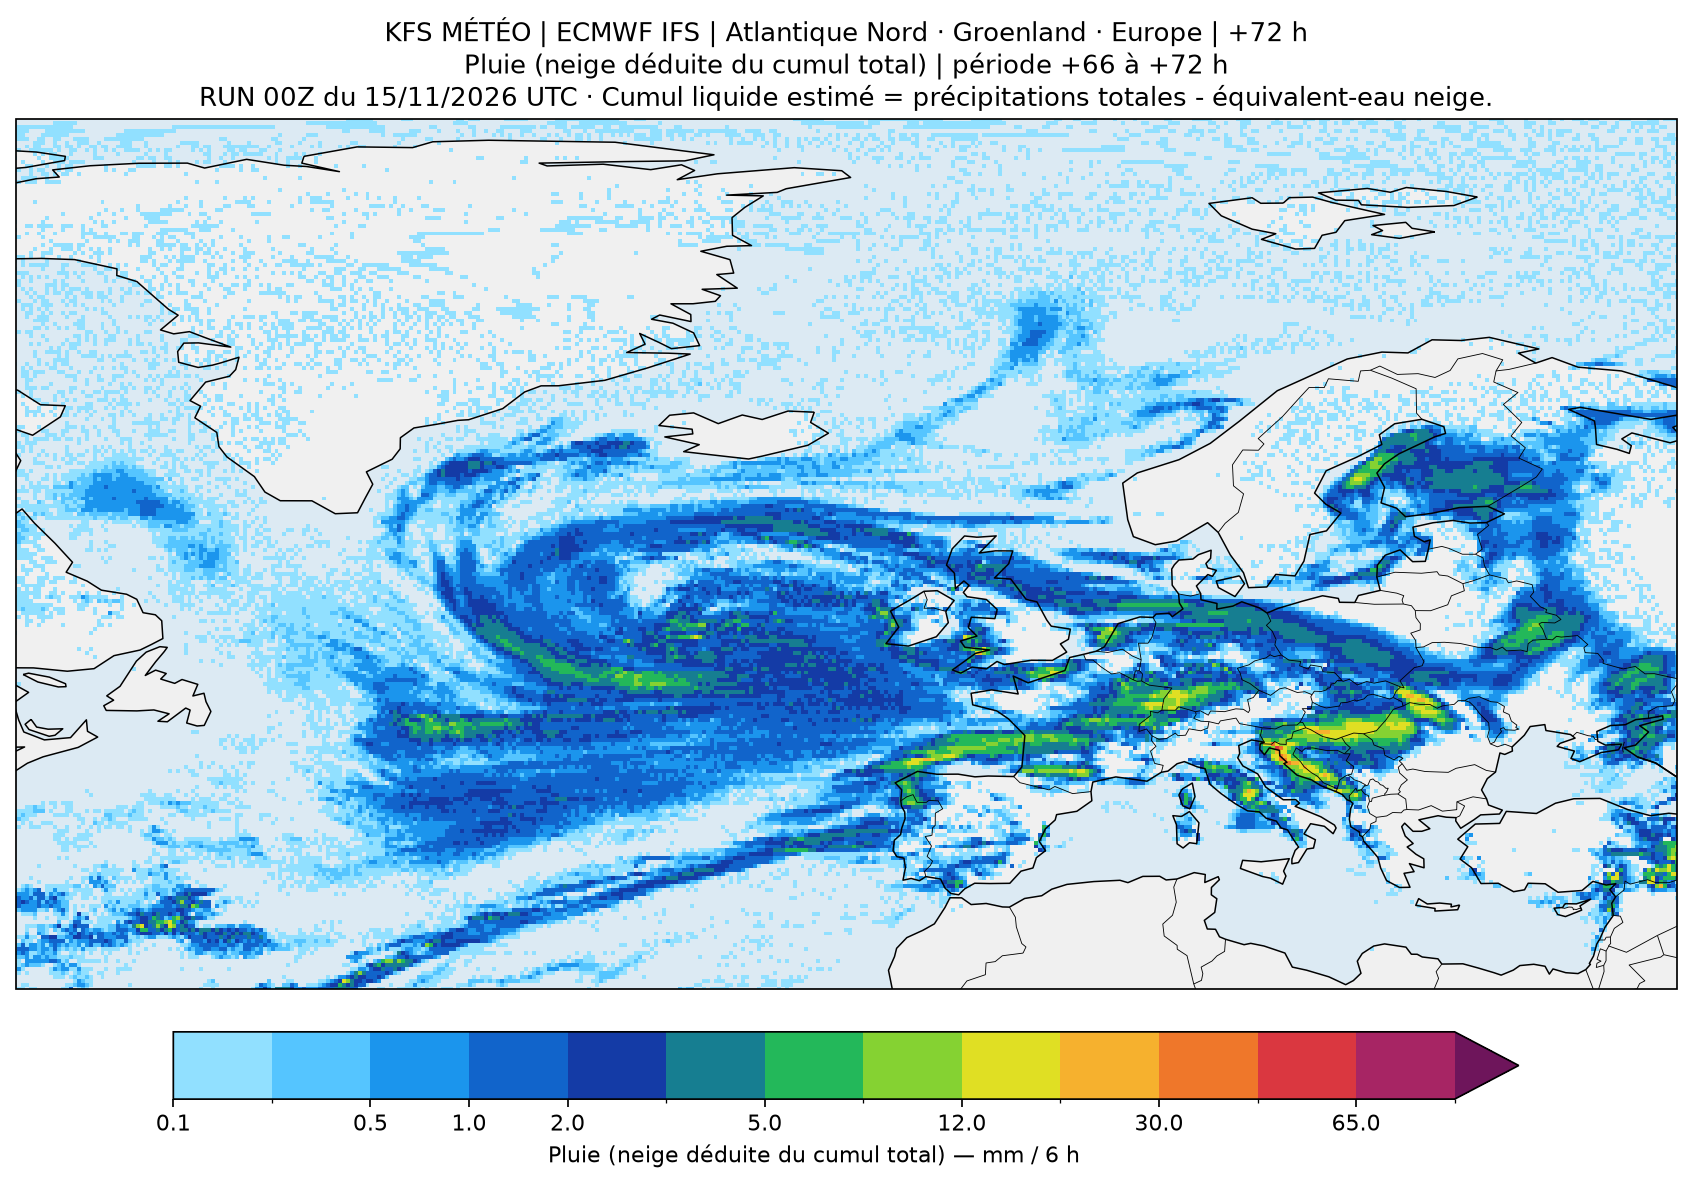 KFS MÉTÉO | ECMWF IFS | Atlantique Nord · Groenland · Europe | +72 h
Pluie (neige déduite du cumul total) | période +66 à +72 h
RUN 00Z du 15/11/2026 UTC · Cumul liquide estimé = précipitations totales - équivalent-eau neige.
0.1 0.5 1.0 2.0 5.0 12.0 30.0 65.0
Pluie (neige déduite du cumul total) — mm / 6 h